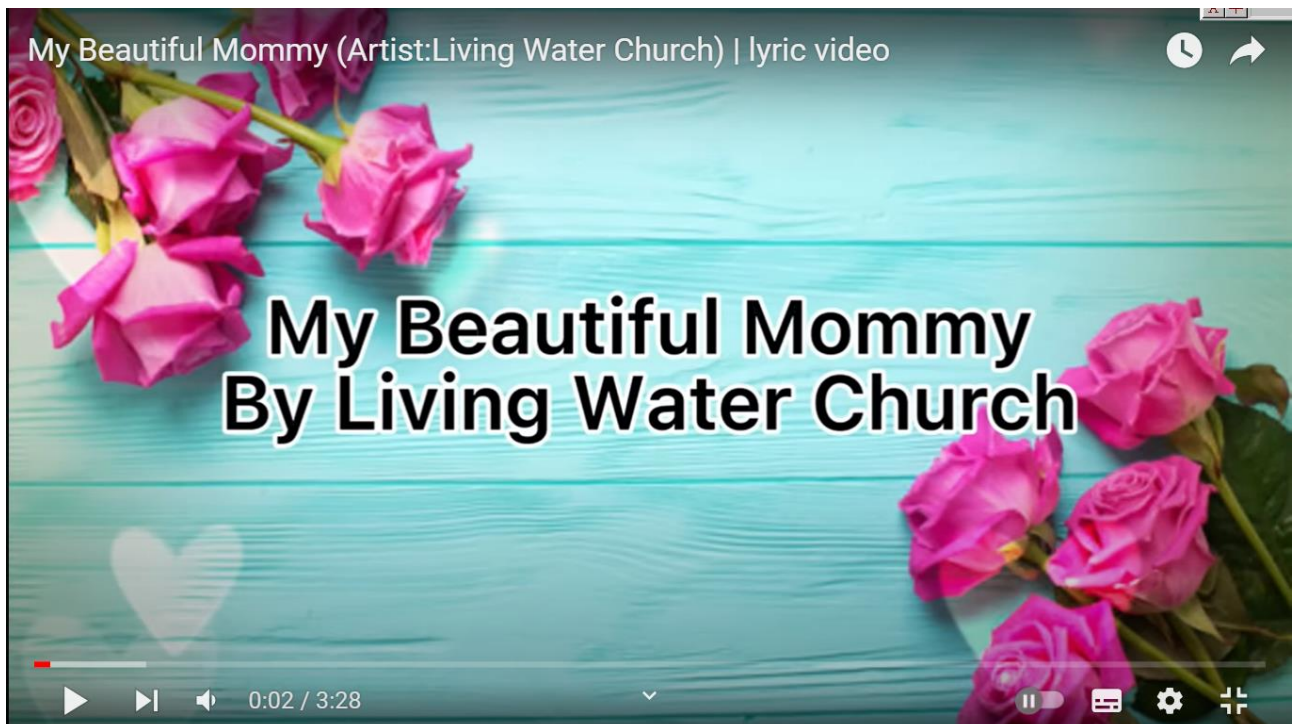 My Beautiful Mommy (Artist:Living Water Church) | lyric video
My Beautiful Mommy
By Living Water Church
0:02 / 3:28